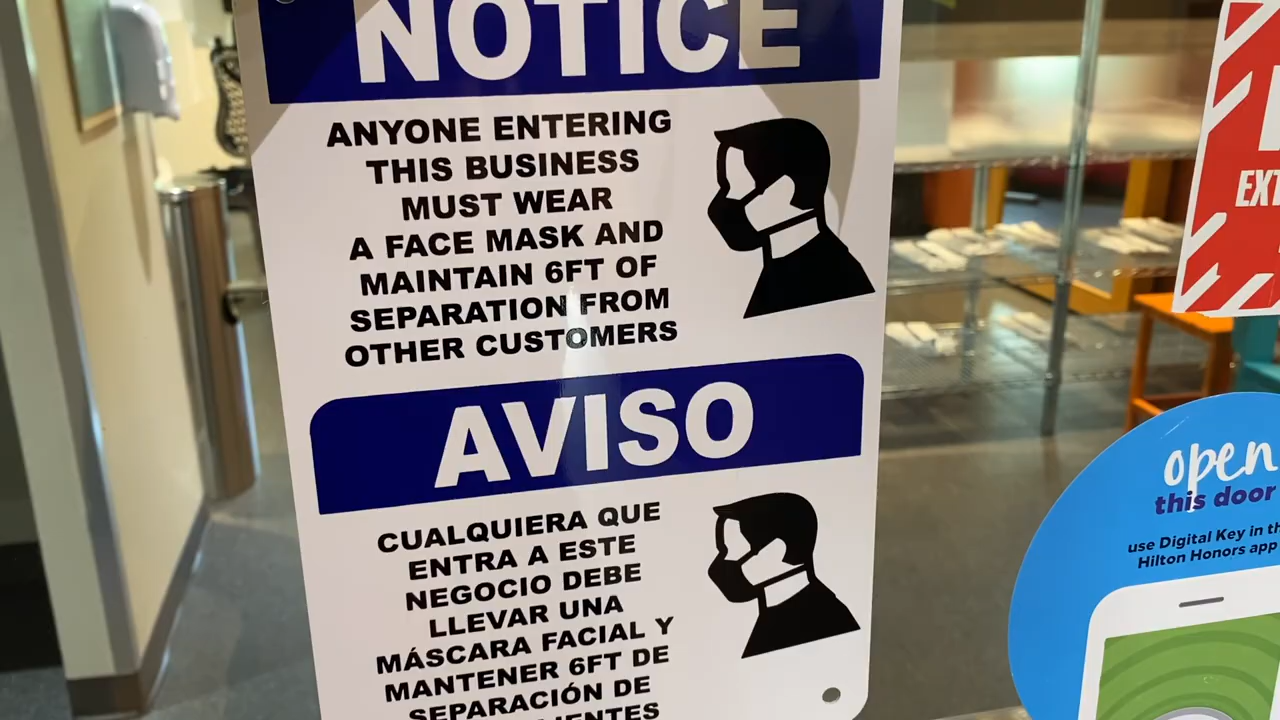 NOTICE
ANYONE ENTERING
THIS BUSINESS
MUST WEAR
A FACE MASK AND
MAINTAIN 6FT OF
SEPARATION FROM
OTHER CUSTOMERS
AVISO
CUALQUIERA QUE
ENTRA A ESTE
NEGOCIO DEBE
LLEVAR UNA
MÁSCARA FACIAL Y
MANTENER 6FT DE
SEPARACIÓN DE
open
this door
use Digital Key in
Hilton Honors app